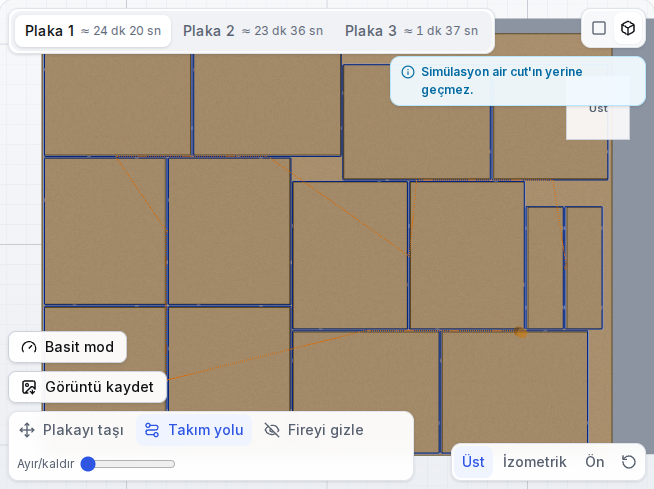 Plaka 1 ≈ 24 dk 20 sn Plaka 2 ≈ 23 dk 36 sn Plaka 3 ≈ 1 dk 37 sn
Simülasyon air cut'ın yerine
geçmez.
Üst
Basit mod
Görüntü kaydet
Plakayı taşı Takım yolu Fireyi gizle
Ayır/kaldır
Üst İzometrik Ön